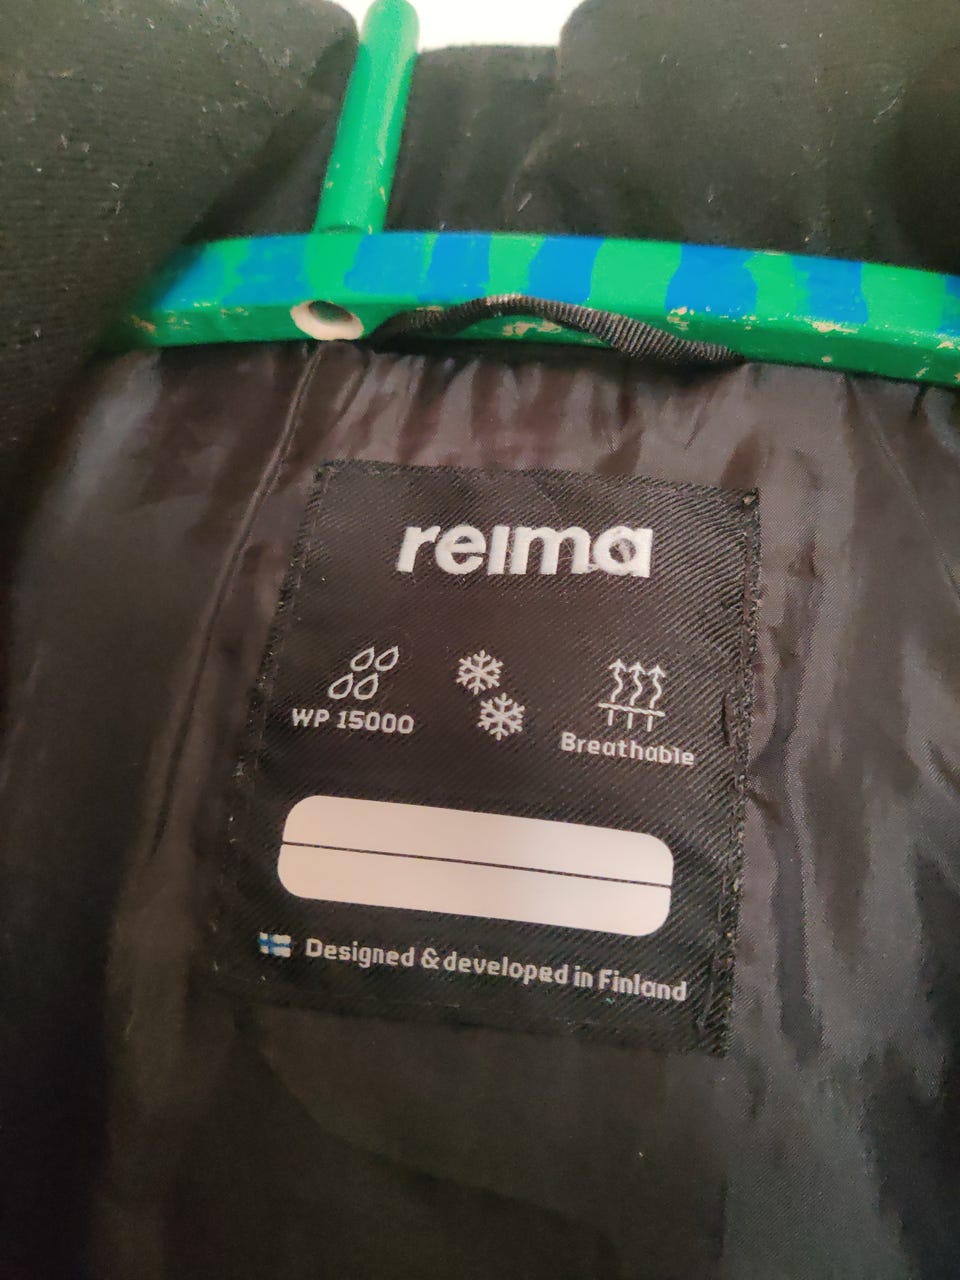 reima
WP 15000
Breathable
Designed & developed in Finland